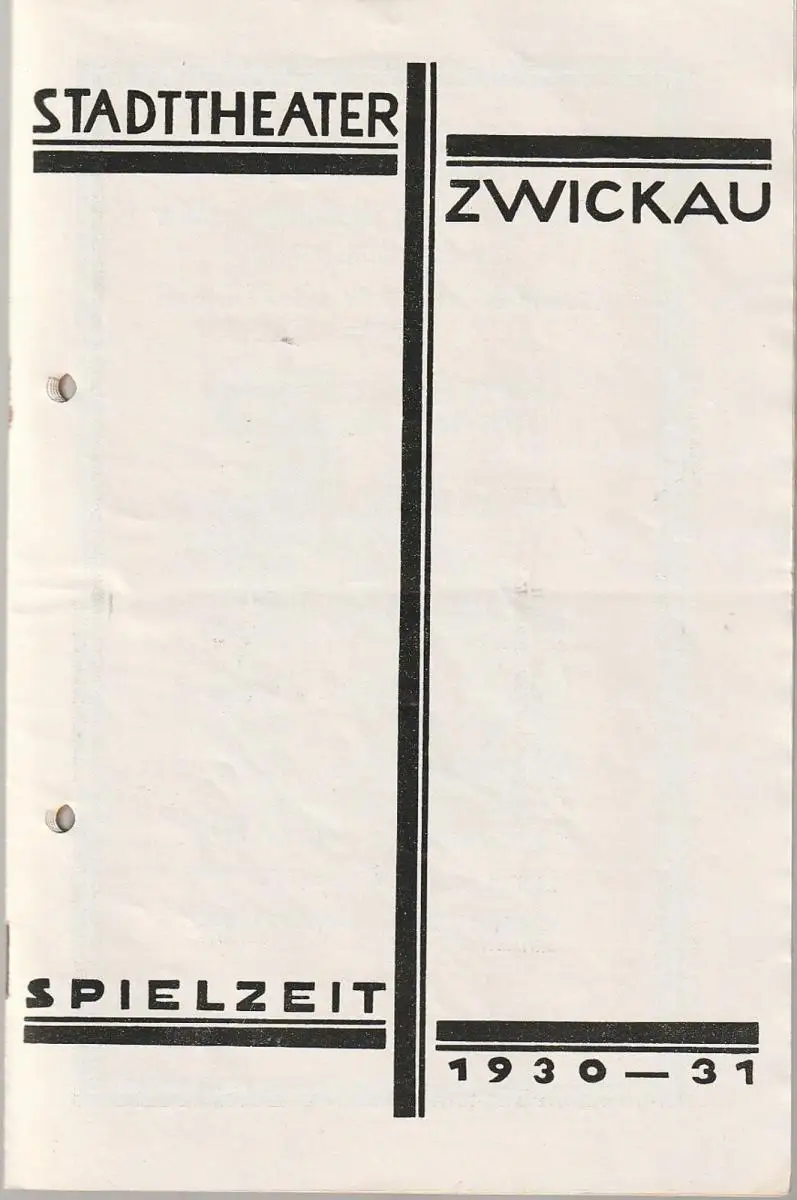 STADTTHEATER
ZWICKAU
SPIELZEIT
1930—31